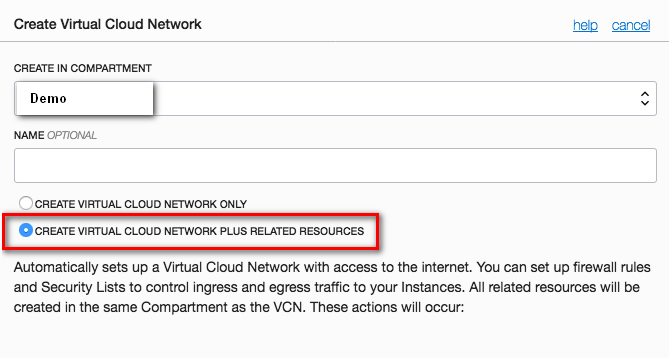 Create Virtual Cloud Network
help cancel
CREATE IN COMPARTMENT
Demo
NAME OPTIONAL
CREATE VIRTUAL CLOUD NETWORK ONLY
CREATE VIRTUAL CLOUD NETWORK PLUS RELATED RESOURCES
Automatically sets up a Virtual Cloud Network with access to the internet. You can set up firewall rules
and Security Lists to control ingress and egress traffic to your Instances. All related resources will be
created in the same Compartment as the VCN. These actions will occur: